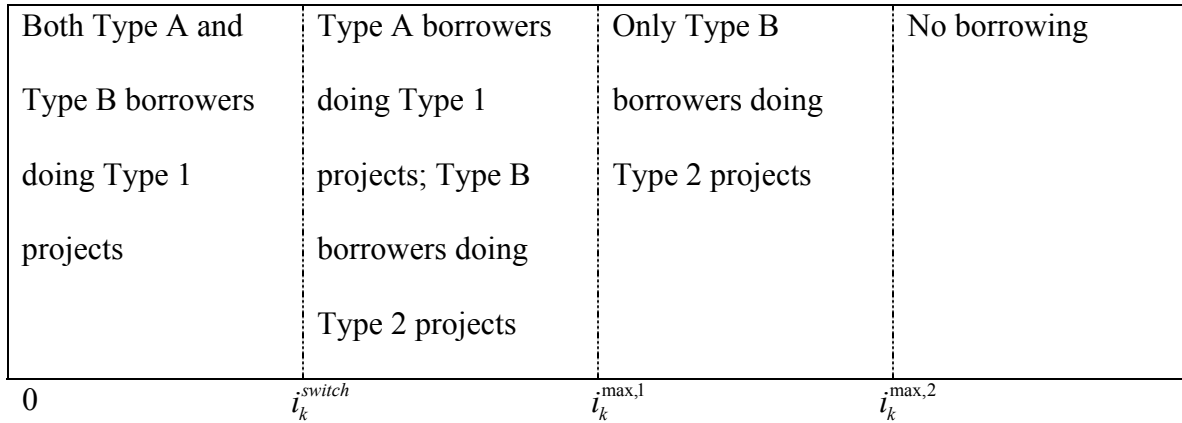 Both Type A and
Type B borrowers
doing Type 1
projects
Type A borrowers
doing Type 1
projects; Type B
borrowers doing
Type 2 projects
Only Type B
borrowers doing
Type 2 projects
No borrowing
0 i_k^{switch} i_k^{max,1} i_k^{max,2}